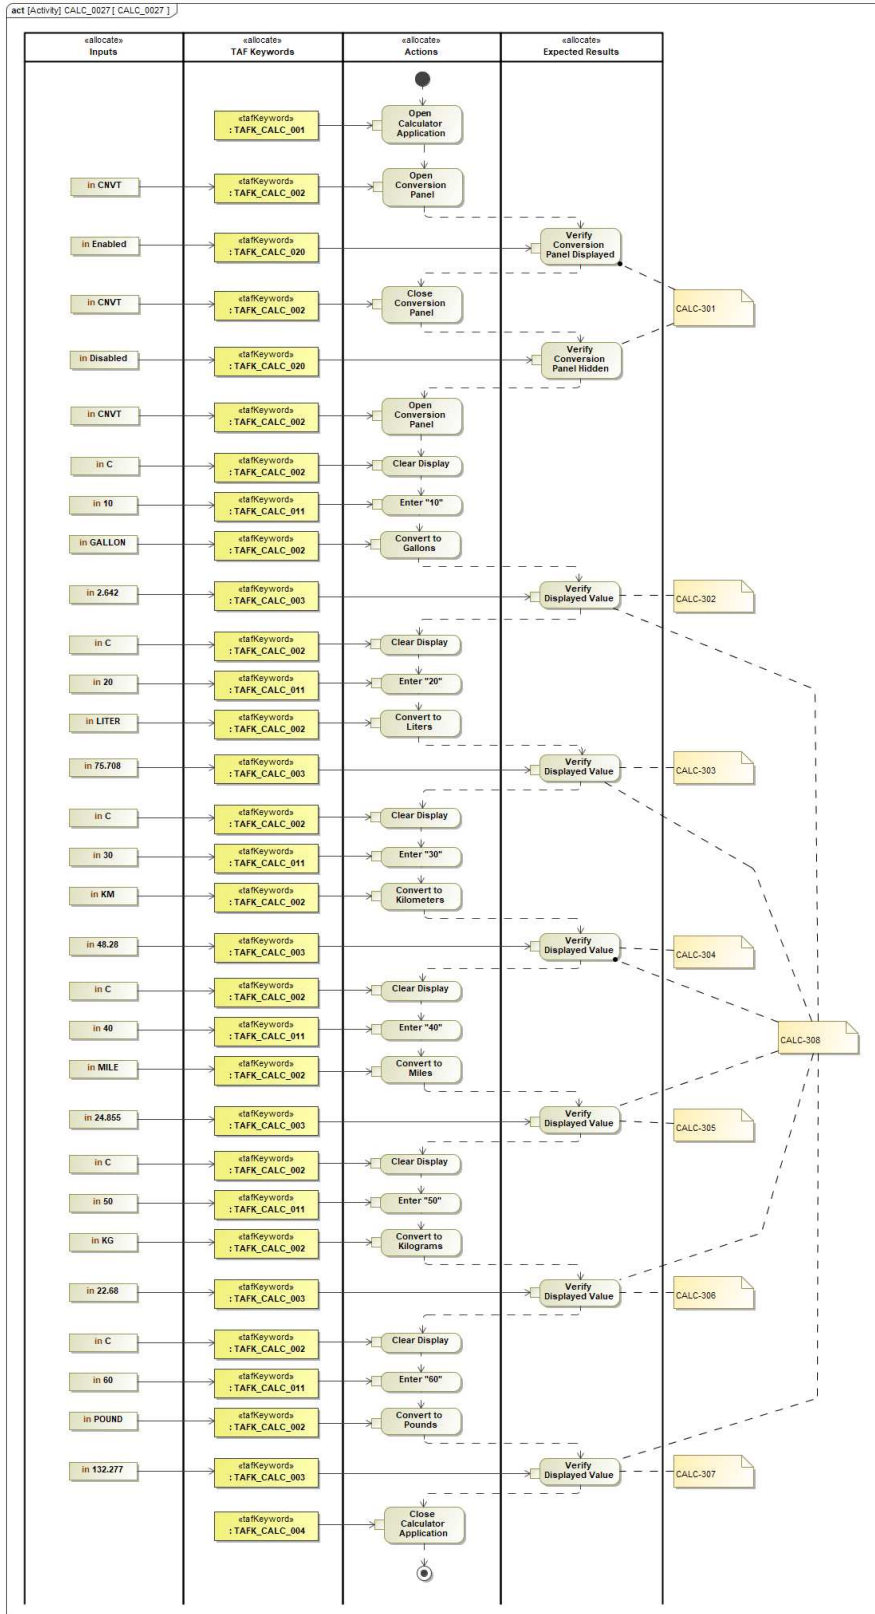 act [Activity] CALC_0027 [ CALC_0027 ]
«allocate»
Inputs
«allocate»
TAF Keywords
«allocate»
Actions
«allocate»
Expected Results
«tafKeyword»
: TAFK_CALC_001
Open
Calculator
Application
in CNVT
«tafKeyword»
: TAFK_CALC_002
Open
Conversion
Panel
in Enabled
«tafKeyword»
: TAFK_CALC_020
Verify
Conversion
Panel Displayed
in CNVT
«tafKeyword»
: TAFK_CALC_002
Close
Conversion
Panel
CALC-301
in Disabled
«tafKeyword»
: TAFK_CALC_020
Verify
Conversion
Panel Hidden
in CNVT
«tafKeyword»
: TAFK_CALC_002
Open
Conversion
Panel
in C
«tafKeyword»
: TAFK_CALC_002
Clear Display
in 10
«tafKeyword»
: TAFK_CALC_011
Enter "10"
in GALLON
«tafKeyword»
: TAFK_CALC_002
Convert to
Gallons
in 2.642
«tafKeyword»
: TAFK_CALC_003
Verify
Displayed Value
CALC-302
in C
«tafKeyword»
: TAFK_CALC_002
Clear Display
in 20
«tafKeyword»
: TAFK_CALC_011
Enter "20"
in LITER
«tafKeyword»
: TAFK_CALC_002
Convert to
Liters
in 75.708
«tafKeyword»
: TAFK_CALC_003
Verify
Displayed Value
CALC-303
in C
«tafKeyword»
: TAFK_CALC_002
Clear Display
in 30
«tafKeyword»
: TAFK_CALC_011
Enter "30"
in KM
«tafKeyword»
: TAFK_CALC_002
Convert to
Kilometers
in 48.28
«tafKeyword»
: TAFK_CALC_003
Verify
Displayed Value
CALC-304
in C
«tafKeyword»
: TAFK_CALC_002
Clear Display
in 40
«tafKeyword»
: TAFK_CALC_011
Enter "40"
CALC-308
in MILE
«tafKeyword»
: TAFK_CALC_002
Convert to
Miles
in 24.855
«tafKeyword»
: TAFK_CALC_003
Verify
Displayed Value
CALC-305
in C
«tafKeyword»
: TAFK_CALC_002
Clear Display
in 50
«tafKeyword»
: TAFK_CALC_011
Enter "50"
in KG
«tafKeyword»
: TAFK_CALC_002
Convert to
Kilograms
in 22.68
«tafKeyword»
: TAFK_CALC_003
Verify
Displayed Value
CALC-306
in C
«tafKeyword»
: TAFK_CALC_002
Clear Display
in 60
«tafKeyword»
: TAFK_CALC_011
Enter "60"
in POUND
«tafKeyword»
: TAFK_CALC_002
Convert to
Pounds
in 132.277
«tafKeyword»
: TAFK_CALC_003
Verify
Displayed Value
CALC-307
«tafKeyword»
: TAFK_CALC_004
Close
Calculator
Application